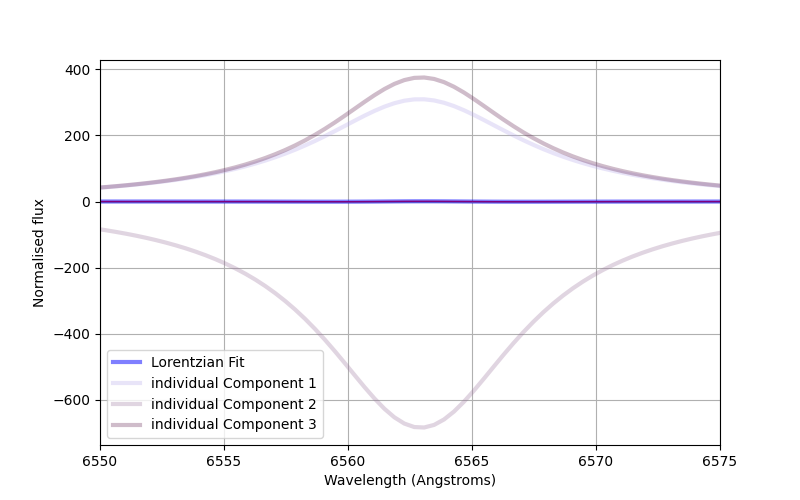 400
200
0
−200
−400
−600
Normalised flux
Lorentzian Fit
individual Component 1
individual Component 2
individual Component 3
6550 6555 6560 6565 6570 6575
Wavelength (Angstroms)